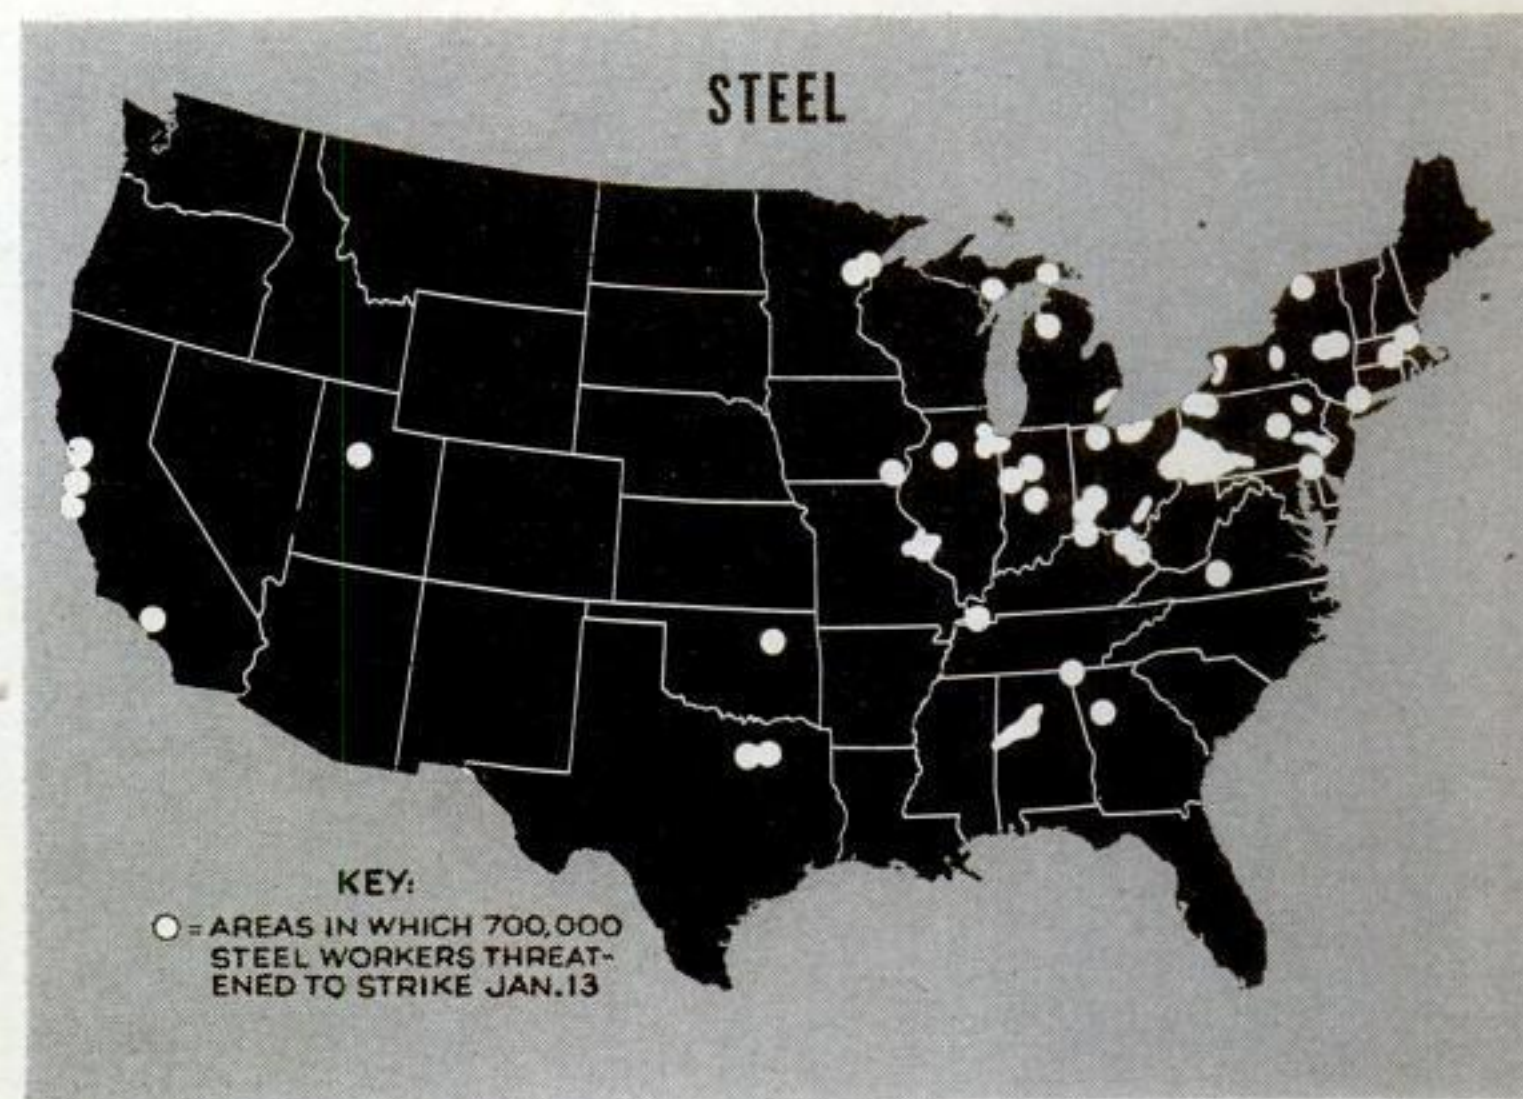 STEEL
KEY:
= AREAS IN WHICH 700,000
STEEL WORKERS THREAT-
ENED TO STRIKE JAN.13